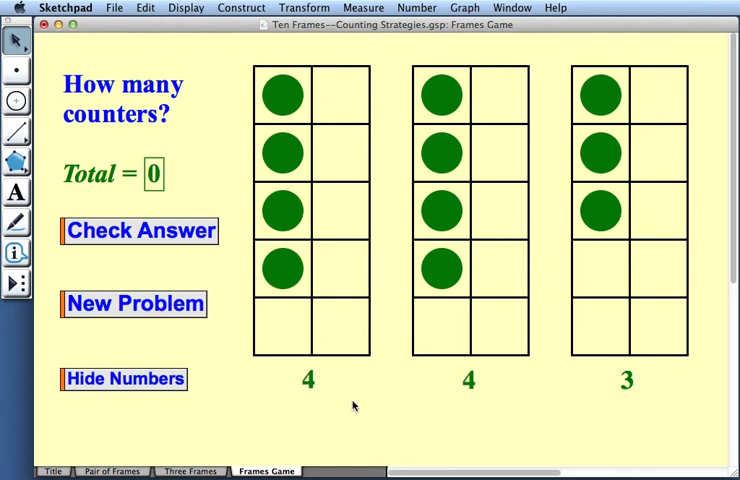 Sketchpad File Edit Display Construct Transform Measure Number Graph Window Help
Ten Frames--Counting Strategies.gsp: Frames Game
How many
counters?
Total = 0
Check Answer
New Problem
Hide Numbers
4 4 3
A
i
Title Pair of Frames Three Frames Frames Game